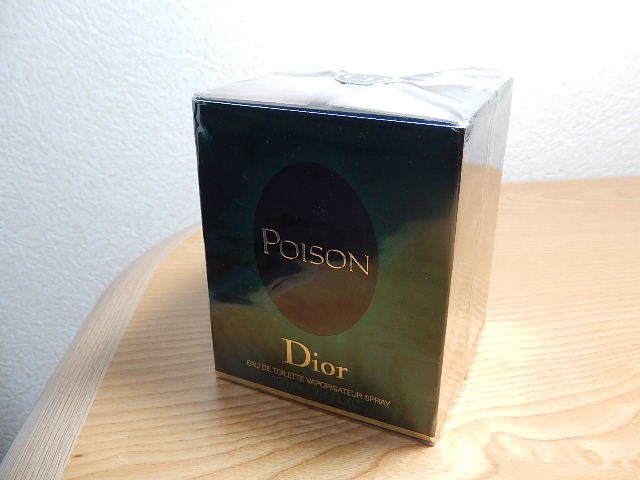 POISON
Dior
EAU DE TOILETTE VAPORISATEUR SPRAY